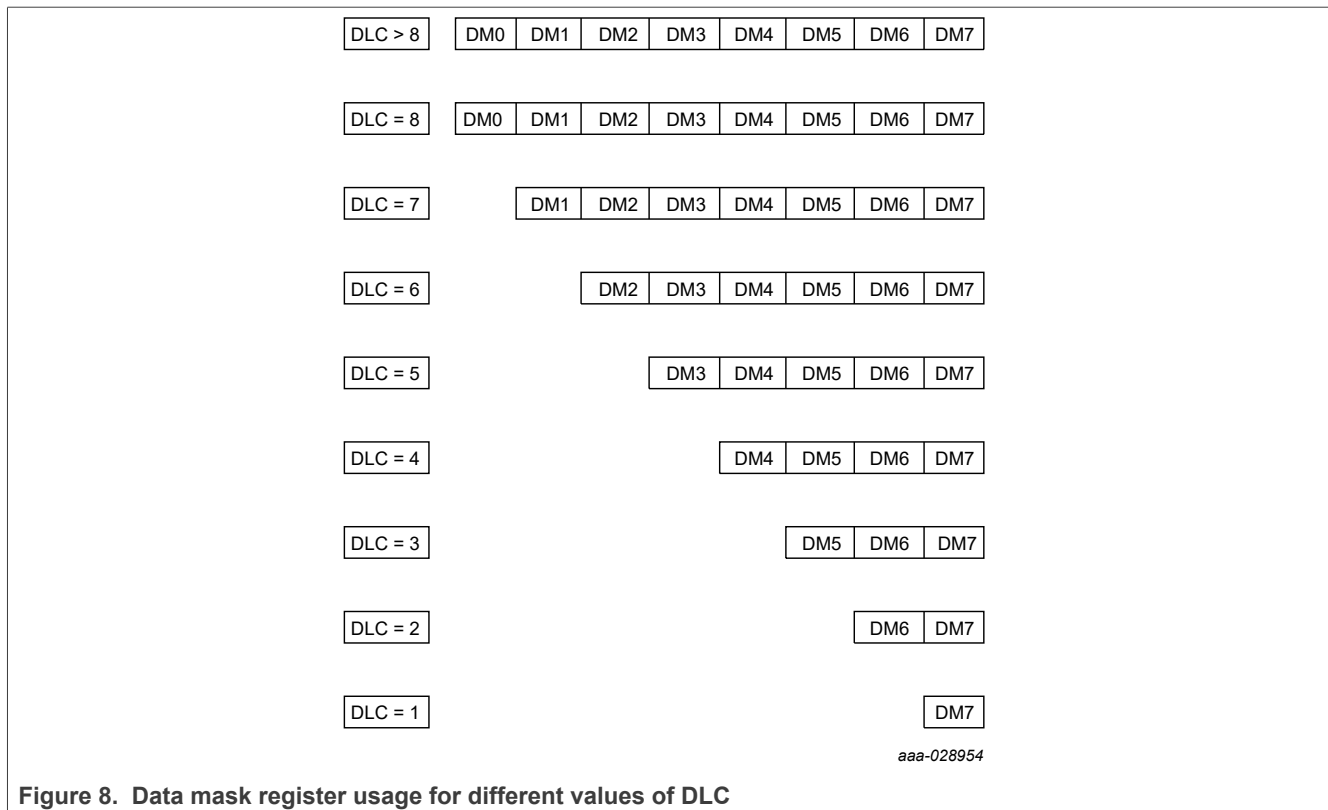 DLC > 8 DM0 DM1 DM2 DM3 DM4 DM5 DM6 DM7
DLC = 8 DM0 DM1 DM2 DM3 DM4 DM5 DM6 DM7
DLC = 7 DM1 DM2 DM3 DM4 DM5 DM6 DM7
DLC = 6 DM2 DM3 DM4 DM5 DM6 DM7
DLC = 5 DM3 DM4 DM5 DM6 DM7
DLC = 4 DM4 DM5 DM6 DM7
DLC = 3 DM5 DM6 DM7
DLC = 2 DM6 DM7
DLC = 1 DM7
aaa-028954
Figure 8. Data mask register usage for different values of DLC